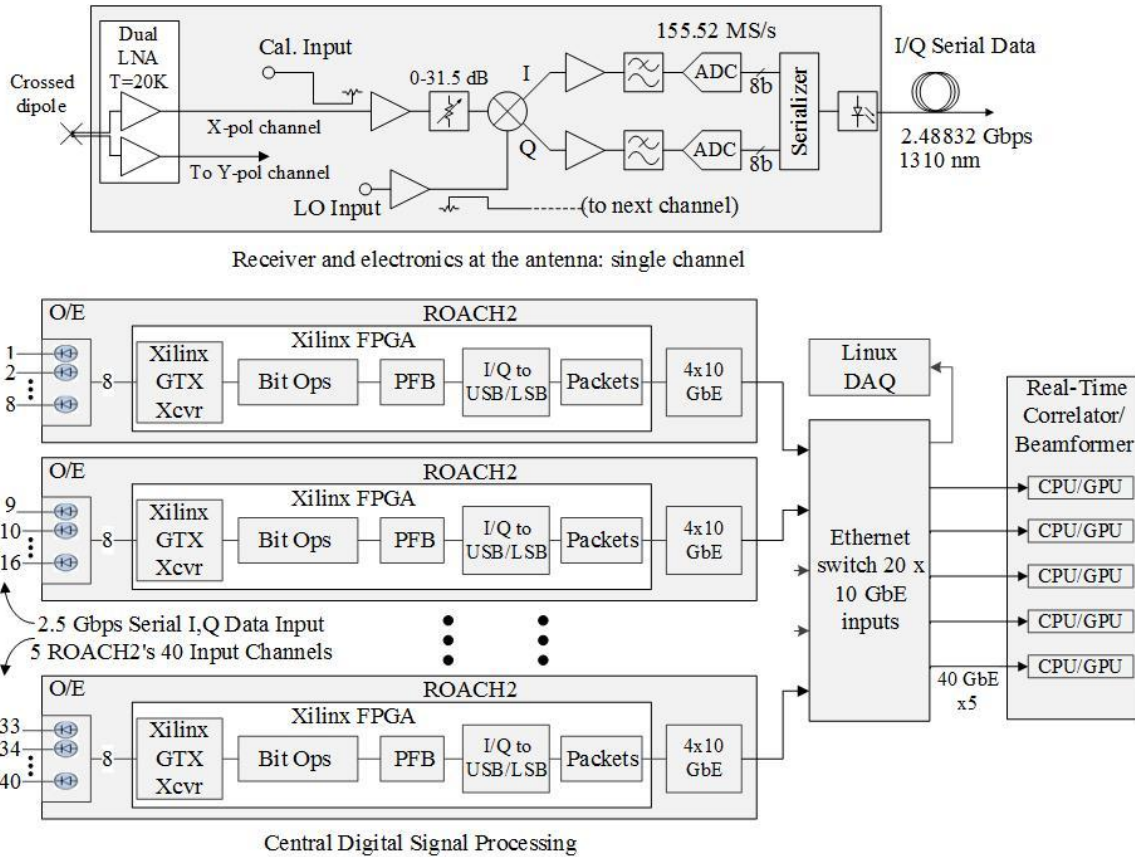 Dual
LNA
T=20K
Crossed
dipole
Cal. Input
0-31.5 dB
X-pol channel
To Y-pol channel
LO Input
I
Q
155.52 MS/s
ADC
8b
ADC
8b
Serializer
(to next channel)
I/Q Serial Data
2.48832 Gbps
1310 nm
Receiver and electronics at the antenna: single channel
O/E
ROACH2
Xilinx FPGA
1
2
8
8
Xilinx
GTX
Xcvr
Bit Ops
PFB
I/Q to
USB/LSB
Packets
4x10
GbE
O/E
ROACH2
Xilinx FPGA
9
10
16
8
Xilinx
GTX
Xcvr
Bit Ops
PFB
I/Q to
USB/LSB
Packets
4x10
GbE
2.5 Gbps Serial I,Q Data Input
5 ROACH2's 40 Input Channels
O/E
ROACH2
Xilinx FPGA
33
34
40
8
Xilinx
GTX
Xcvr
Bit Ops
PFB
I/Q to
USB/LSB
Packets
4x10
GbE
Linux
DAQ
Ethernet
switch 20 x
10 GbE
inputs
40 GbE
x5
Real-Time
Correlator/
Beamformer
CPU/GPU
CPU/GPU
CPU/GPU
CPU/GPU
CPU/GPU
Central Digital Signal Processing